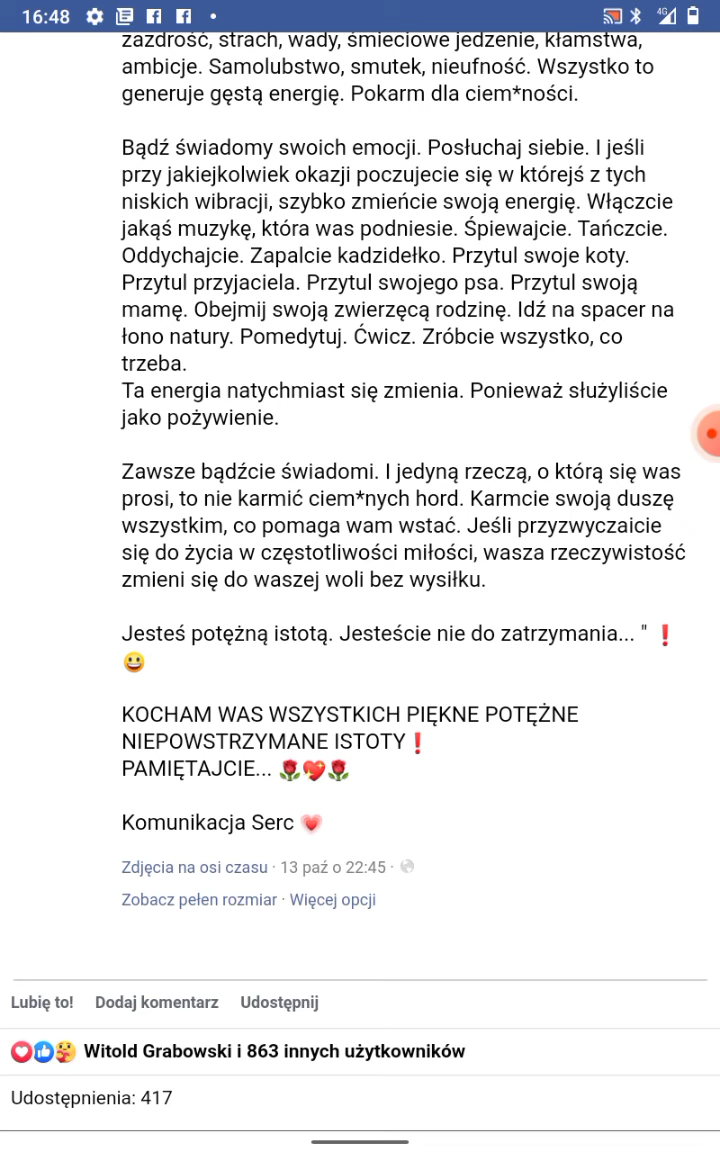 16:48
4G
zazdrość, strach, wady, śmieciowe jedzenie, kłamstwa,
ambicje. Samolubstwo, smutek, nieufność. Wszystko to
generuje gęstą energię. Pokarm dla ciem*ności.
Bądź świadomy swoich emocji. Posłuchaj siebie. I jeśli
przy jakiejkolwiek okazji poczujecie się w którejś z tych
niskich wibracji, szybko zmieńcie swoją energię. Włączcie
jakąś muzykę, która was podniesie. Śpiewajcie. Tańczcie.
Oddychajcie. Zapalcie kadzidełko. Przytul swoje koty.
Przytul przyjaciela. Przytul swojego psa. Przytul swoją
mamę. Obejmij swoją zwierzęcą rodzinę. Idź na spacer na
łono natury. Pomedytuj. Ćwicz. Zróbcie wszystko, co
trzeba.
Ta energia natychmiast się zmienia. Ponieważ służyliście
jako pożywienie.
Zawsze bądźcie świadomi. I jedyną rzeczą, o którą się was
prosi, to nie karmić ciem*nych hord. Karmcie swoją duszę
wszystkim, co pomaga wam wstać. Jeśli przyzwyczaicie
się do życia w częstotliwości miłości, wasza rzeczywistość
zmieni się do waszej woli bez wysiłku.
Jesteś potężną istotą. Jesteście nie do zatrzymania... " ❗
😀
KOCHAM WAS WSZYSTKICH PIĘKNE POTĘŻNE
NIEPOWSTRZYMANE ISTOTY❗
PAMIĘTAJCIE... 🌹💖🌹
Komunikacja Serc 💗
Zdjęcia na osi czasu · 13 paź o 22:45 ·
Zobacz pełen rozmiar · Więcej opcji
Lubię to! Dodaj komentarz Udostępnij
Witold Grabowski i 863 innych użytkowników
Udostępnienia: 417